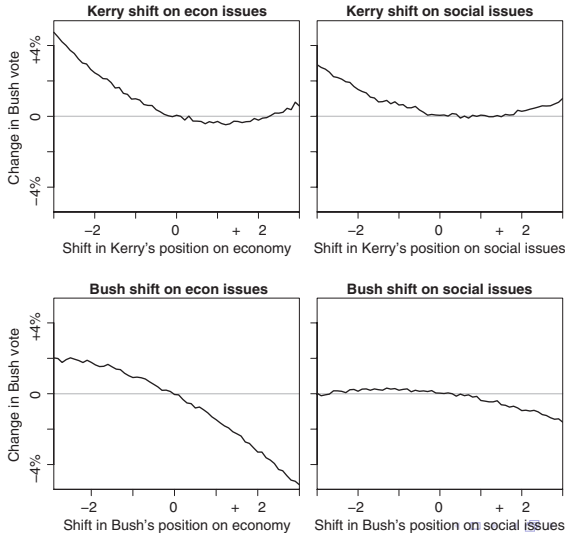 Kerry shift on econ issues
Kerry shift on social issues
Change in Bush vote
+4%
0
−4%
−2 0 + 2
−2 0 + 2
Shift in Kerry's position on economy
Shift in Kerry's position on social issues
Bush shift on econ issues
Bush shift on social issues
Change in Bush vote
+4%
0
−4%
−2 0 + 2
−2 0 + 2
Shift in Bush's position on economy
Shift in Bush's position on social issues